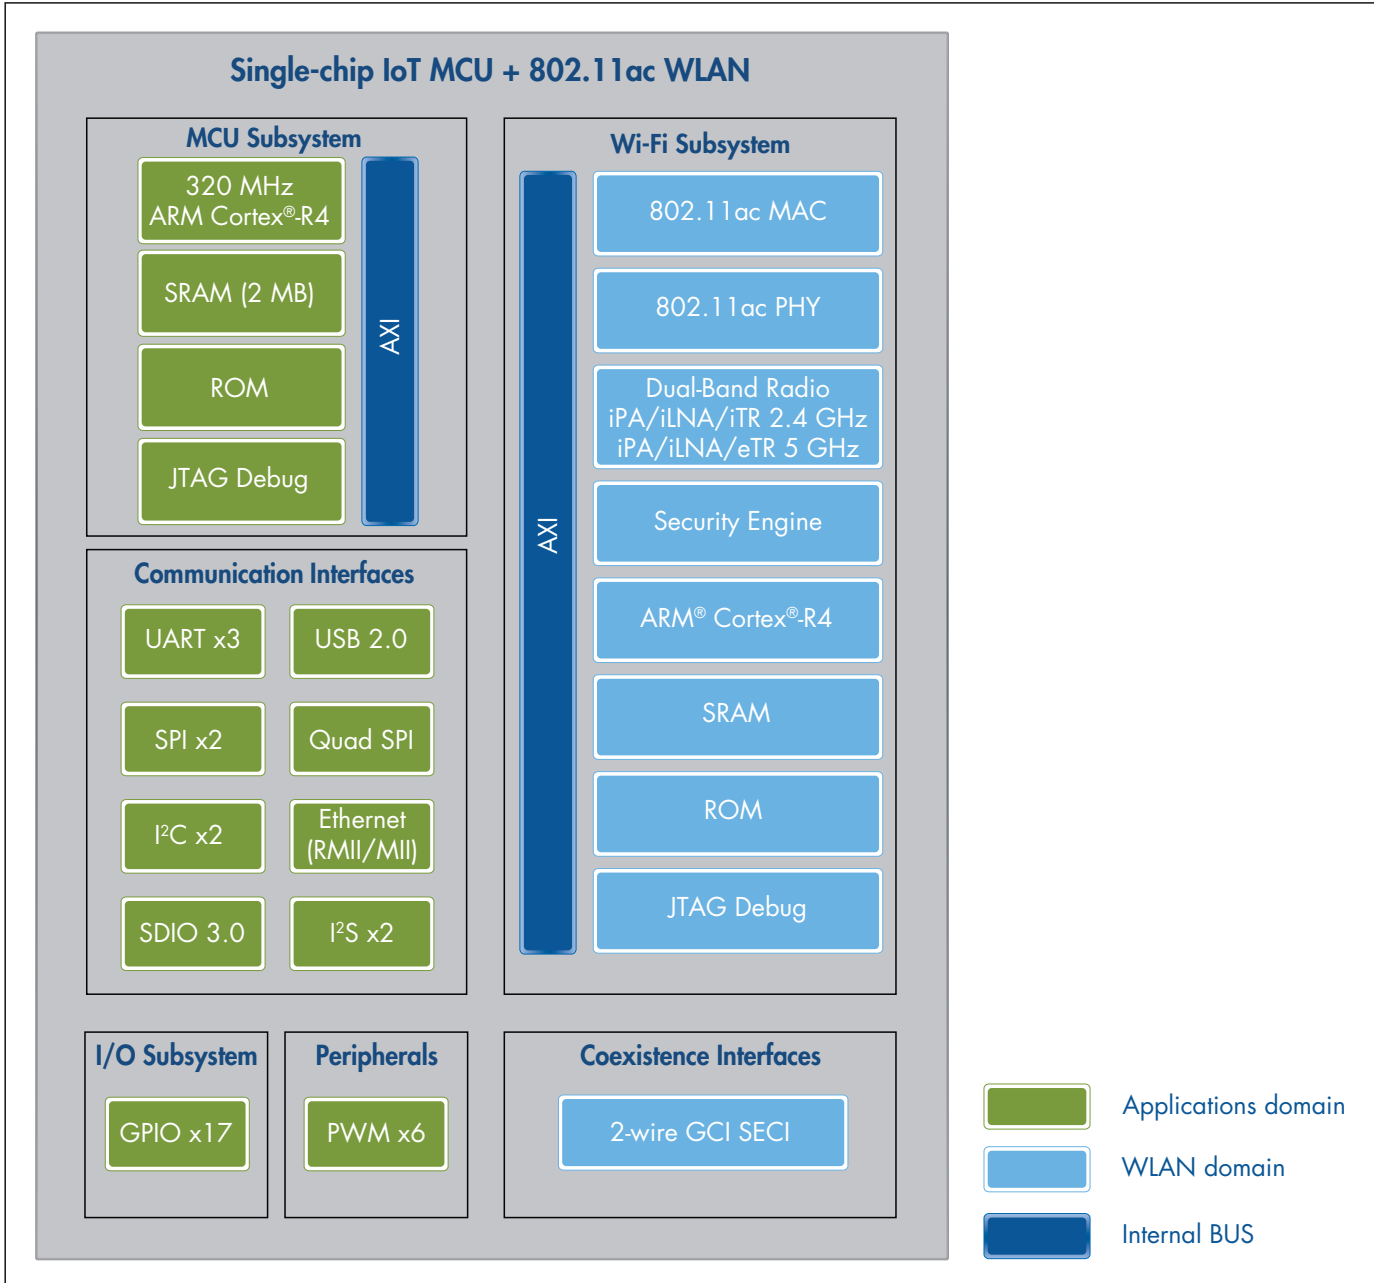 Single-chip IoT MCU + 802.11ac WLAN
MCU Subsystem
320 MHz
ARM Cortex®-R4
SRAM (2 MB)
ROM
JTAG Debug
AXI
Communication Interfaces
UART x3
USB 2.0
SPI x2
Quad SPI
I²C x2
Ethernet
(RMII/MII)
SDIO 3.0
I²S x2
I/O Subsystem
GPIO x17
Peripherals
PWM x6
Wi-Fi Subsystem
AXI
802.11ac MAC
802.11ac PHY
Dual-Band Radio
iPA/iLNA/iTR 2.4 GHz
iPA/iLNA/eTR 5 GHz
Security Engine
ARM® Cortex®-R4
SRAM
ROM
JTAG Debug
Coexistence Interfaces
2-wire GCI SECI
Applications domain
WLAN domain
Internal BUS